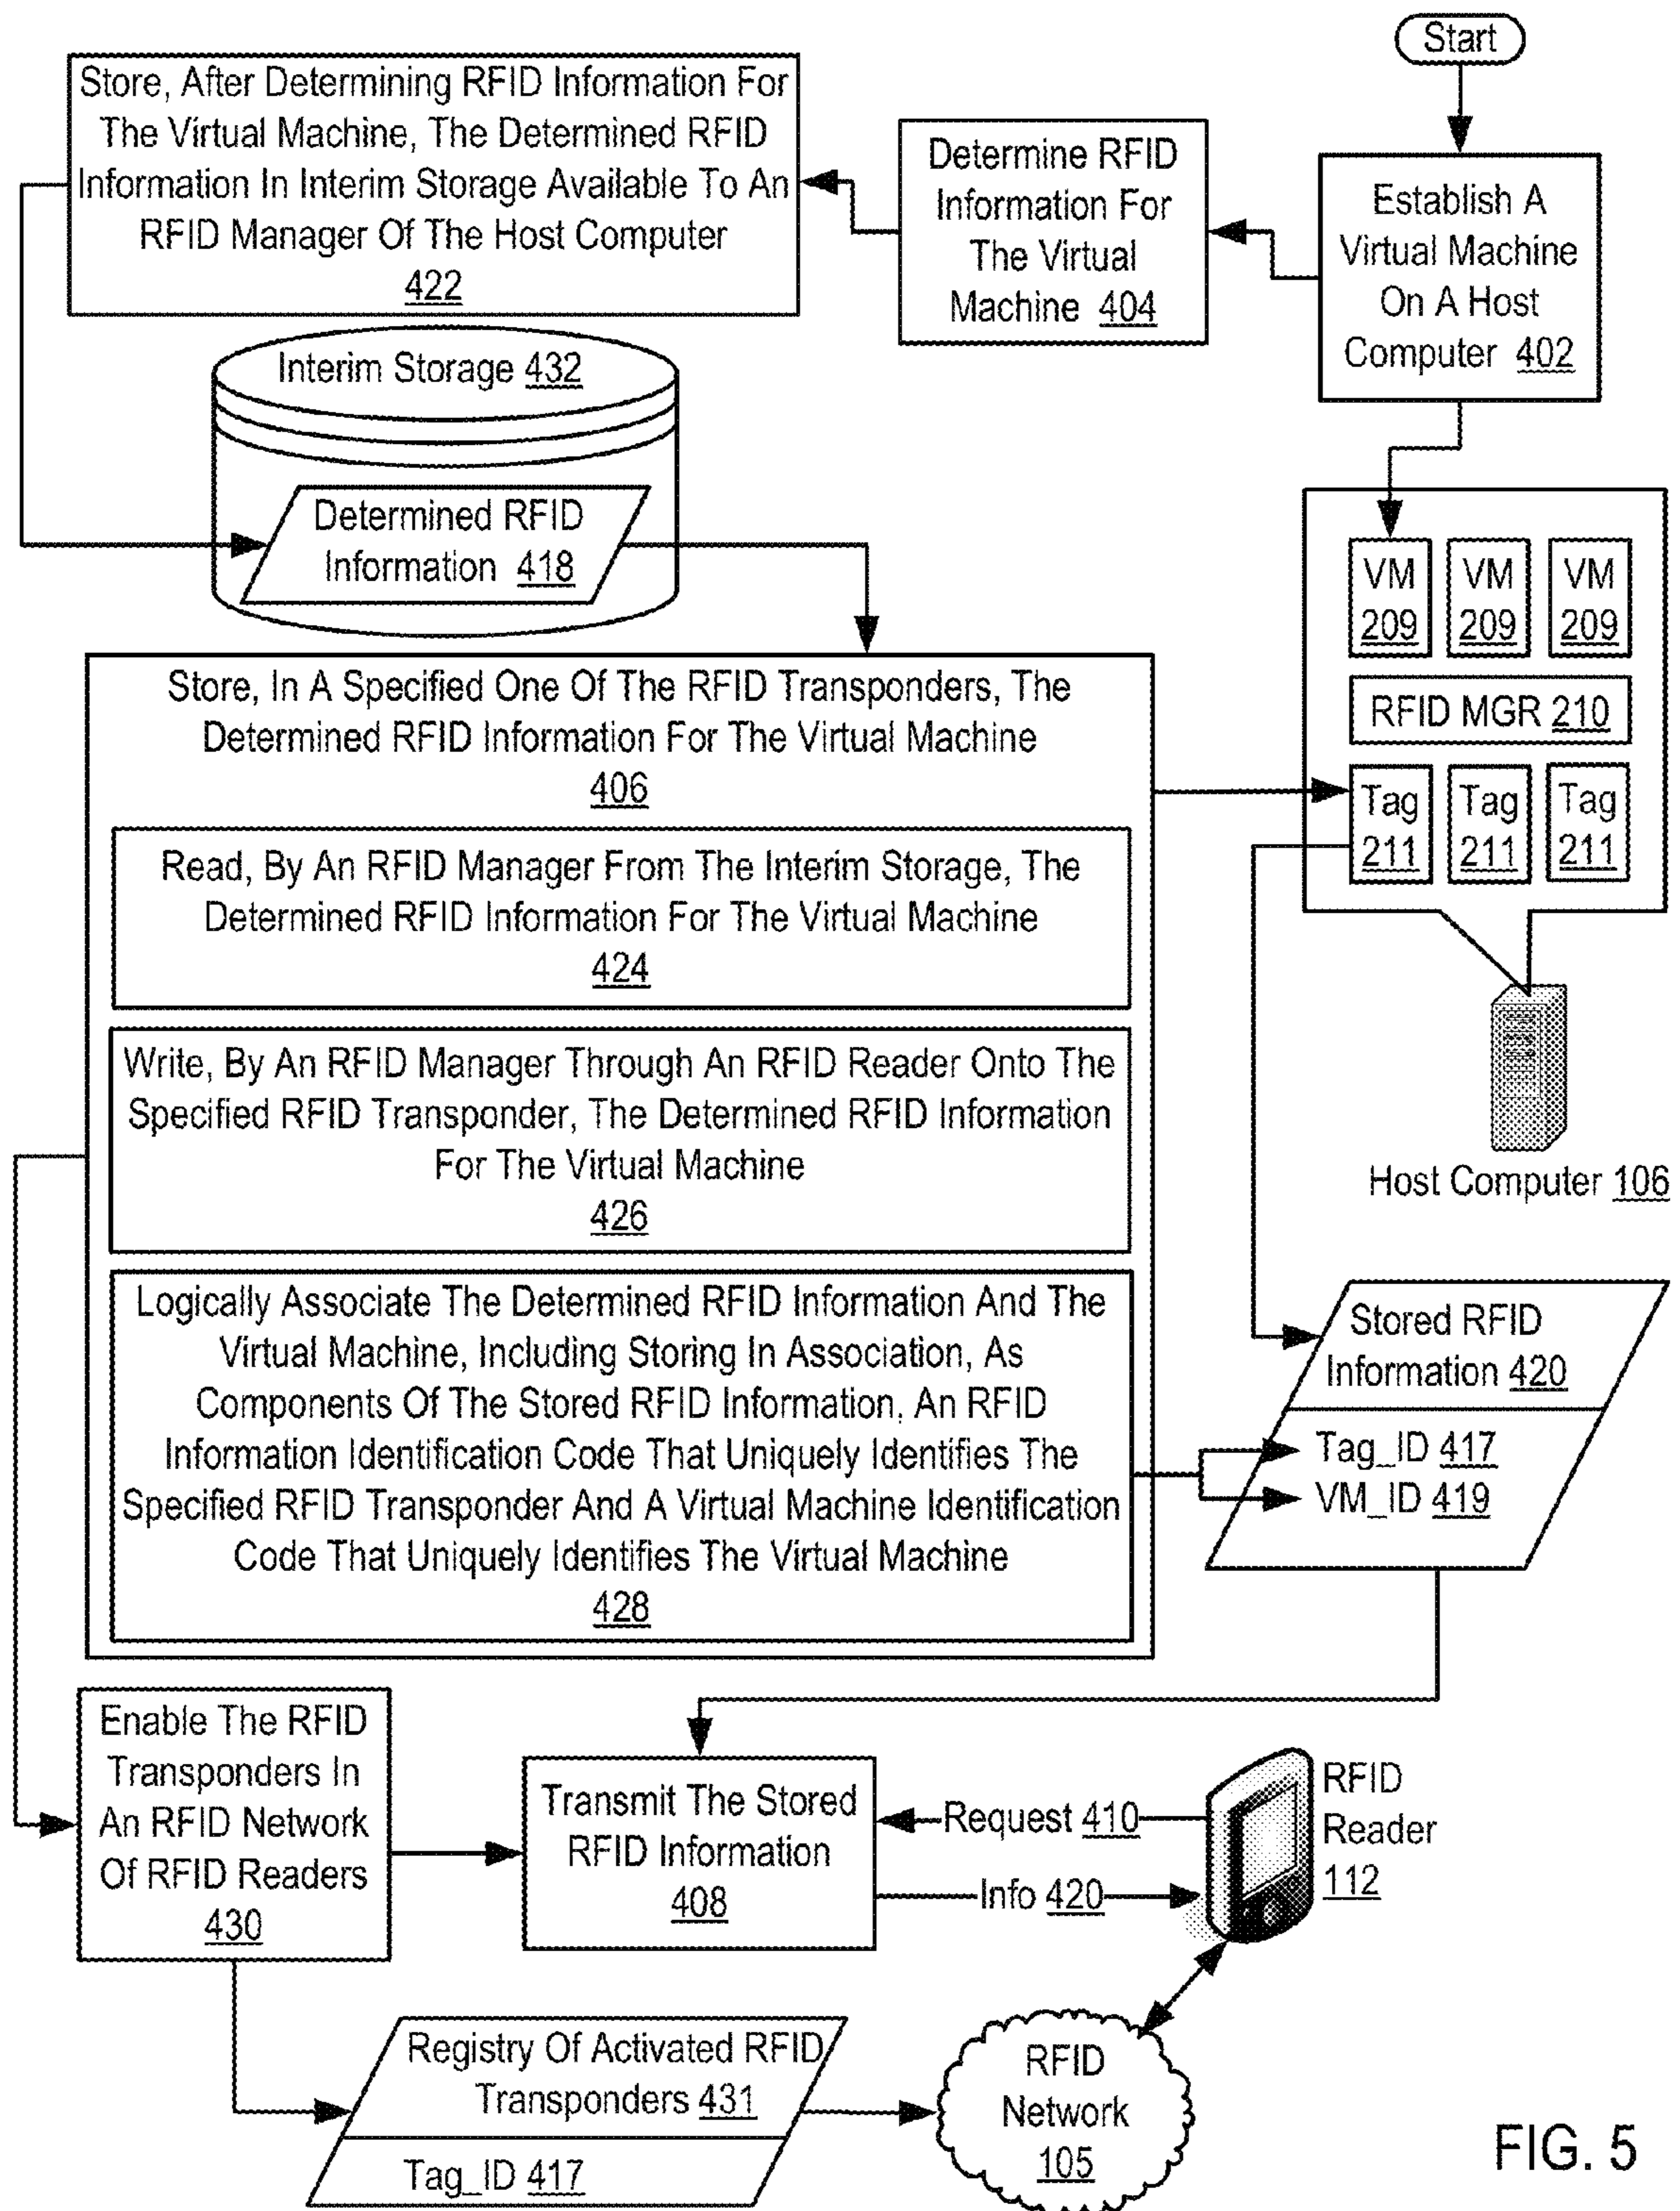 Start
Establish A
Virtual Machine
On A Host
Computer 402
Determine RFID
Information For
The Virtual
Machine 404
Store, After Determining RFID Information For
The Virtual Machine, The Determined RFID
Information In Interim Storage Available To An
RFID Manager Of The Host Computer
422
Interim Storage 432
Determined RFID
Information 418
VM
209
VM
209
VM
209
RFID MGR 210
Tag
211
Tag
211
Tag
211
Host Computer 106
Store, In A Specified One Of The RFID Transponders, The
Determined RFID Information For The Virtual Machine
406
Read, By An RFID Manager From The Interim Storage, The
Determined RFID Information For The Virtual Machine
424
Write, By An RFID Manager Through An RFID Reader Onto The
Specified RFID Transponder, The Determined RFID Information
For The Virtual Machine
426
Logically Associate The Determined RFID Information And The
Virtual Machine, Including Storing In Association, As
Components Of The Stored RFID Information, An RFID
Information Identification Code That Uniquely Identifies The
Specified RFID Transponder And A Virtual Machine Identification
Code That Uniquely Identifies The Virtual Machine
428
Stored RFID
Information 420
Tag_ID 417
VM_ID 419
Enable The RFID
Transponders In
An RFID Network
Of RFID Readers
430
Transmit The Stored
RFID Information
408
Request 410
Info 420
RFID
Reader
112
Registry Of Activated RFID
Transponders 431
Tag_ID 417
RFID
Network
105
FIG. 5